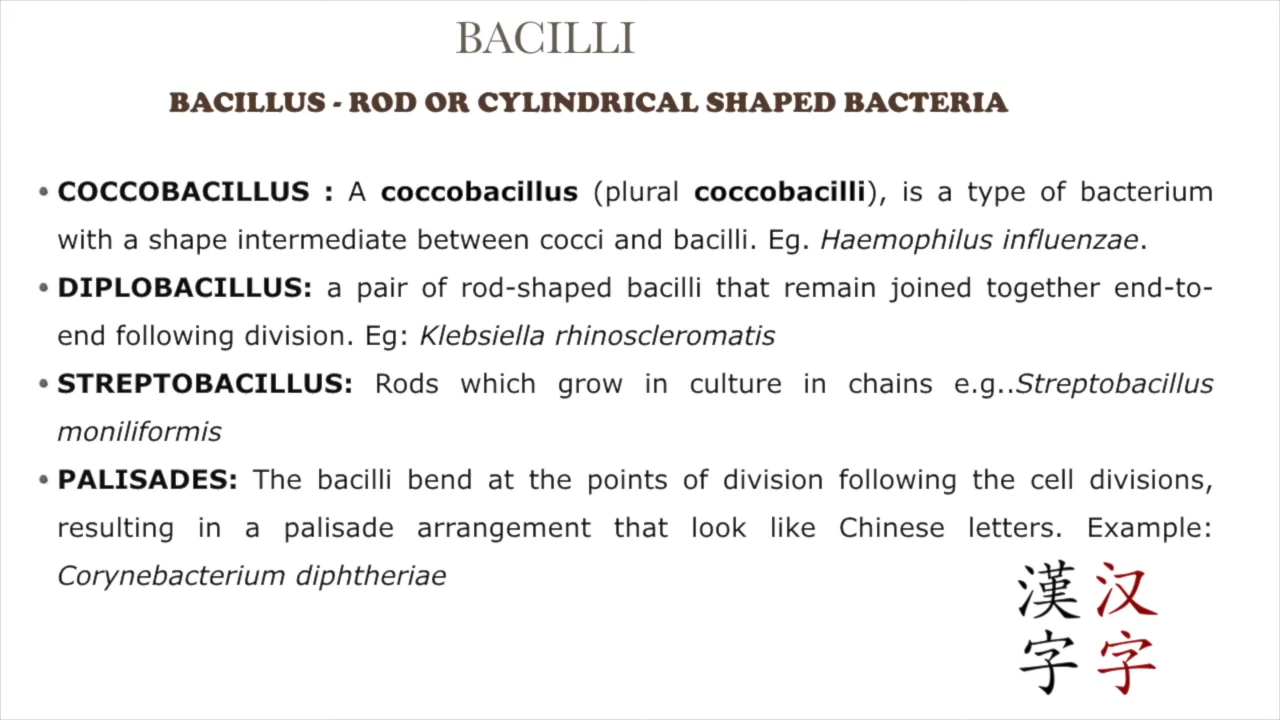 BACILLI
BACILLUS - ROD OR CYLINDRICAL SHAPED BACTERIA
• COCCOBACILLUS : A coccobacillus (plural coccobacilli), is a type of bacterium
with a shape intermediate between cocci and bacilli. Eg. Haemophilus influenzae.
• DIPLOBACILLUS: a pair of rod-shaped bacilli that remain joined together end-to-
end following division. Eg: Klebsiella rhinoscleromatis
• STREPTOBACILLUS: Rods which grow in culture in chains e.g..Streptobacillus
moniliformis
• PALISADES: The bacilli bend at the points of division following the cell divisions,
resulting in a palisade arrangement that look like Chinese letters. Example:
Corynebacterium diphtheriae
漢汉
字字